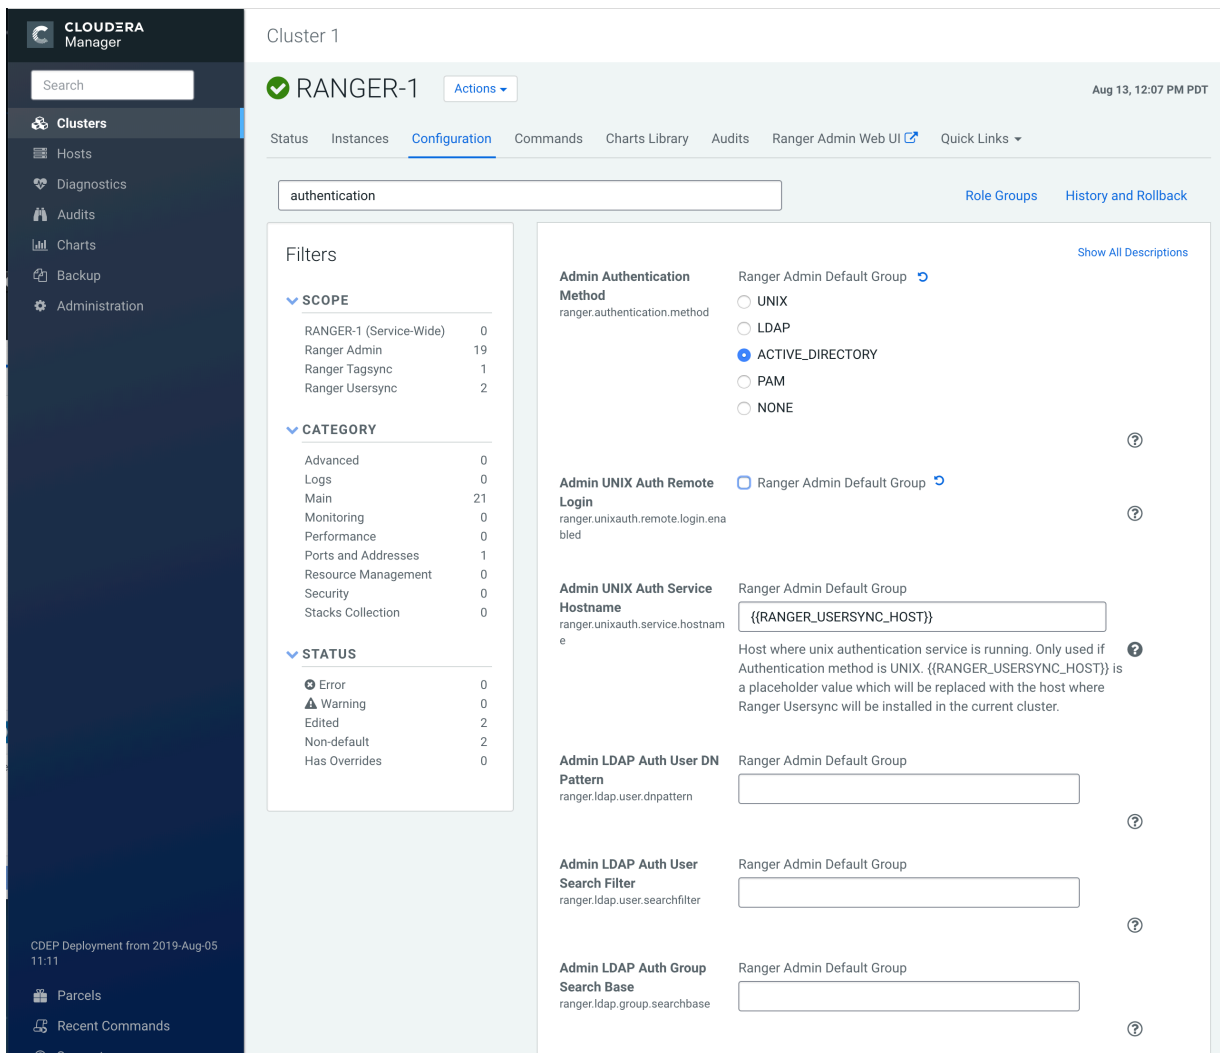 CLOUDERA
Manager
Search
Clusters
Hosts
Diagnostics
Audits
Charts
Backup
Administration
CDEP Deployment from 2019-Aug-05
11:11
Parcels
Recent Commands
Cluster 1
RANGER-1
Actions
Aug 13, 12:07 PM PDT
Status Instances Configuration Commands Charts Library Audits Ranger Admin Web UI Quick Links
authentication
Role Groups History and Rollback
Filters
SCOPE
RANGER-1 (Service-Wide) 0
Ranger Admin 19
Ranger Tagsync 1
Ranger Usersync 2
CATEGORY
Advanced 0
Logs 0
Main 21
Monitoring 0
Performance 0
Ports and Addresses 1
Resource Management 0
Security 0
Stacks Collection 0
STATUS
Error 0
Warning 0
Edited 2
Non-default 2
Has Overrides 0
Show All Descriptions
Admin Authentication
Method
ranger.authentication.method
Ranger Admin Default Group
UNIX
LDAP
ACTIVE_DIRECTORY
PAM
NONE
Admin UNIX Auth Remote
Login
ranger.unixauth.remote.login.ena
bled
Ranger Admin Default Group
Admin UNIX Auth Service
Hostname
ranger.unixauth.service.hostnam
e
Ranger Admin Default Group
{{RANGER_USERSYNC_HOST}}
Host where unix authentication service is running. Only used if
Authentication method is UNIX. {{RANGER_USERSYNC_HOST}} is
a placeholder value which will be replaced with the host where
Ranger Usersync will be installed in the current cluster.
Admin LDAP Auth User DN
Pattern
ranger.ldap.user.dnpattern
Ranger Admin Default Group
Admin LDAP Auth User
Search Filter
ranger.ldap.user.searchfilter
Ranger Admin Default Group
Admin LDAP Auth Group
Search Base
ranger.ldap.group.searchbase
Ranger Admin Default Group